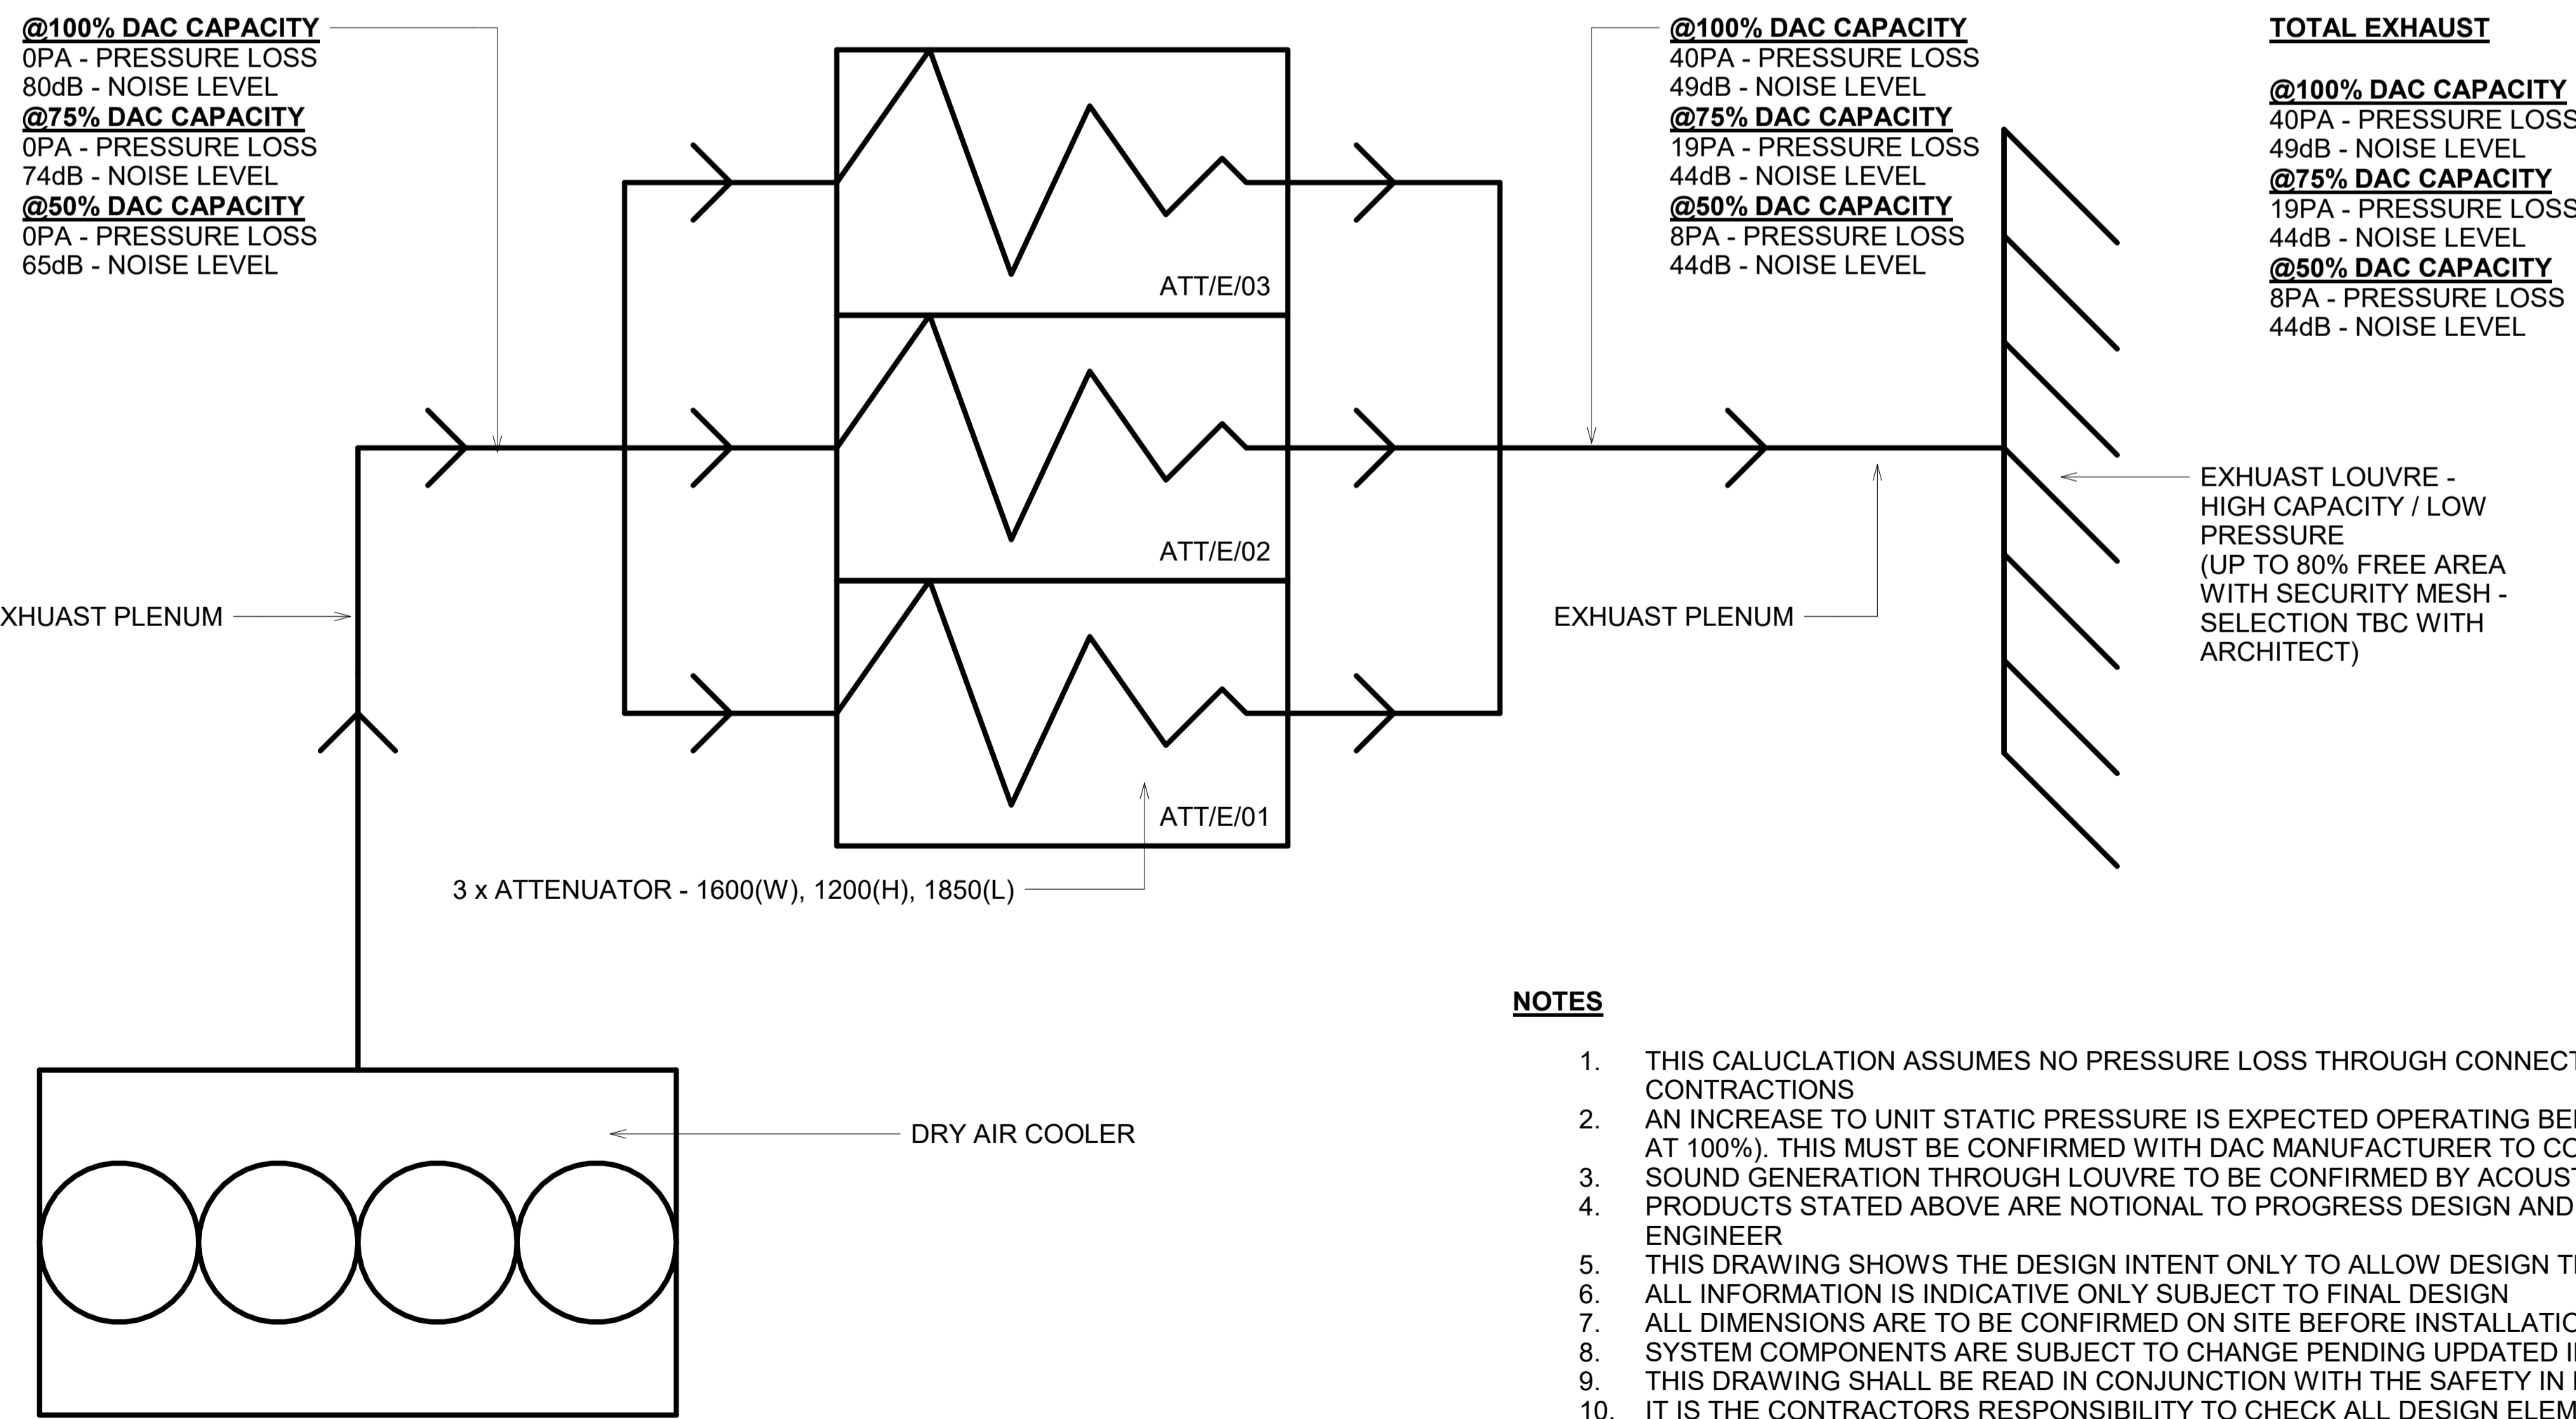 @100% DAC CAPACITY
0PA - PRESSURE LOSS
80dB - NOISE LEVEL
@75% DAC CAPACITY
0PA - PRESSURE LOSS
74dB - NOISE LEVEL
@50% DAC CAPACITY
0PA - PRESSURE LOSS
65dB - NOISE LEVEL
@100% DAC CAPACITY
40PA - PRESSURE LOSS
49dB - NOISE LEVEL
@75% DAC CAPACITY
19PA - PRESSURE LOSS
44dB - NOISE LEVEL
@50% DAC CAPACITY
8PA - PRESSURE LOSS
44dB - NOISE LEVEL
TOTAL EXHAUST
@100% DAC CAPACITY
40PA - PRESSURE LOSS
49dB - NOISE LEVEL
@75% DAC CAPACITY
19PA - PRESSURE LOSS
44dB - NOISE LEVEL
@50% DAC CAPACITY
8PA - PRESSURE LOSS
44dB - NOISE LEVEL
ATT/E/03
ATT/E/02
ATT/E/01
XHUAST PLENUM
EXHUAST PLENUM
EXHUAST LOUVRE -
HIGH CAPACITY / LOW
PRESSURE
(UP TO 80% FREE AREA
WITH SECURITY MESH -
SELECTION TBC WITH
ARCHITECT)
3 x ATTENUATOR - 1600(W), 1200(H), 1850(L)
DRY AIR COOLER
NOTES
1. THIS CALUCLATION ASSUMES NO PRESSURE LOSS THROUGH CONNECT
CONTRACTIONS
2. AN INCREASE TO UNIT STATIC PRESSURE IS EXPECTED OPERATING BE
AT 100%). THIS MUST BE CONFIRMED WITH DAC MANUFACTURER TO CO
3. SOUND GENERATION THROUGH LOUVRE TO BE CONFIRMED BY ACOUST
4. PRODUCTS STATED ABOVE ARE NOTIONAL TO PROGRESS DESIGN AND
ENGINEER
5. THIS DRAWING SHOWS THE DESIGN INTENT ONLY TO ALLOW DESIGN T
6. ALL INFORMATION IS INDICATIVE ONLY SUBJECT TO FINAL DESIGN
7. ALL DIMENSIONS ARE TO BE CONFIRMED ON SITE BEFORE INSTALLATIO
8. SYSTEM COMPONENTS ARE SUBJECT TO CHANGE PENDING UPDATED I
9. THIS DRAWING SHALL BE READ IN CONJUNCTION WITH THE SAFETY IN
10. IT IS THE CONTRACTORS RESPONSIBILITY TO CHECK ALL DESIGN ELEM